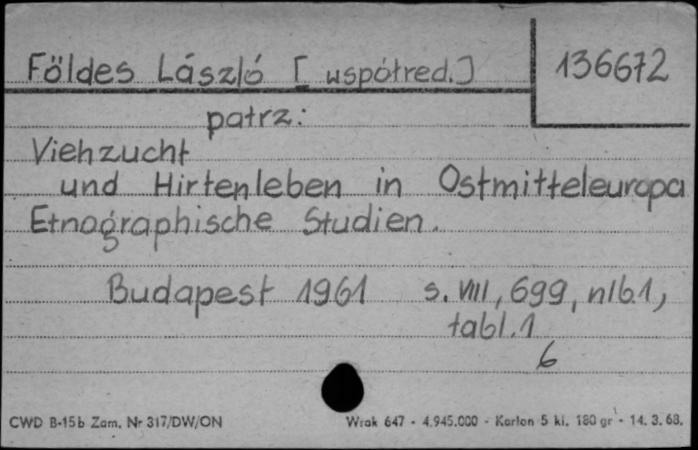 Földes László [współred.]
136672
patrz:
Viehzucht
und Hirtenleben in Ostmitteleuropa
Etnographische Studien.
Budapest 1961 s. VIII, 699, nlb.1,
tabl.1
6
CWD B-15b Zam. Nr 317/DW/ON
Wrak 647 - 4.945.000 - Karton 5 kl. 180 gr - 14. 3. 68.